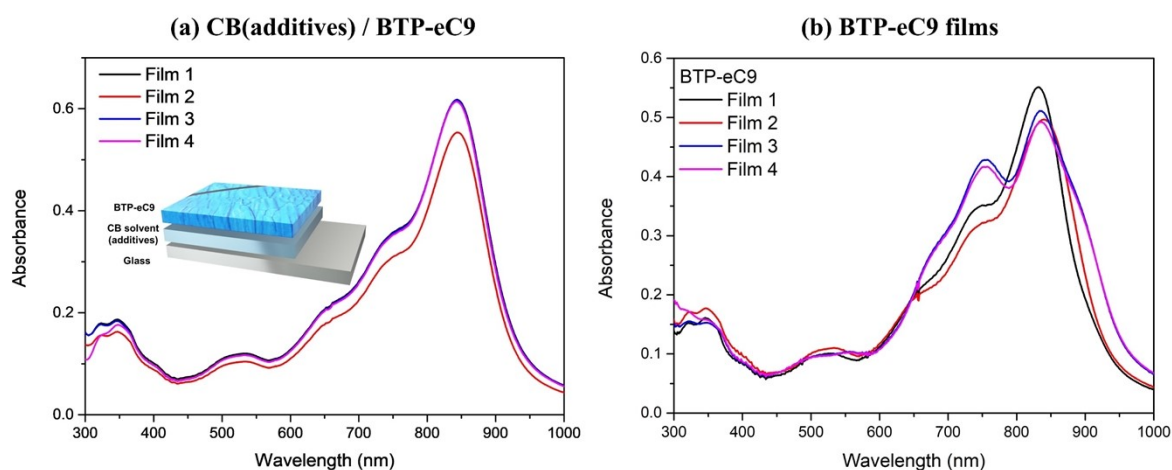 (a) CB(additives) / BTP-eC9
Film 1
Film 2
Film 3
Film 4
BTP-eC9
CB solvent
(additives)
Glass
Absorbance
0.6
0.4
0.2
0.0
300 400 500 600 700 800 900 1000
Wavelength (nm)
(b) BTP-eC9 films
BTP-eC9
Film 1
Film 2
Film 3
Film 4
Absorbance
0.6
0.5
0.4
0.3
0.2
0.1
0.0
300 400 500 600 700 800 900 1000
Wavelength (nm)